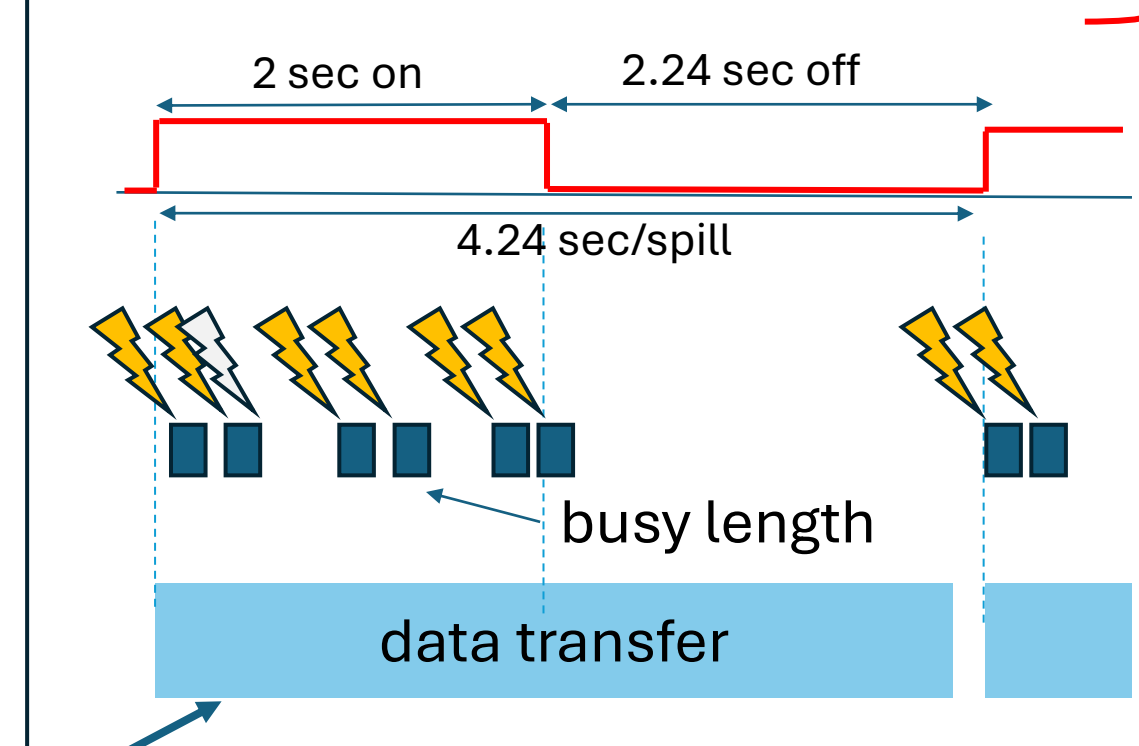 2 sec on
2.24 sec off
4.24 sec/spill
busy length
data transfer